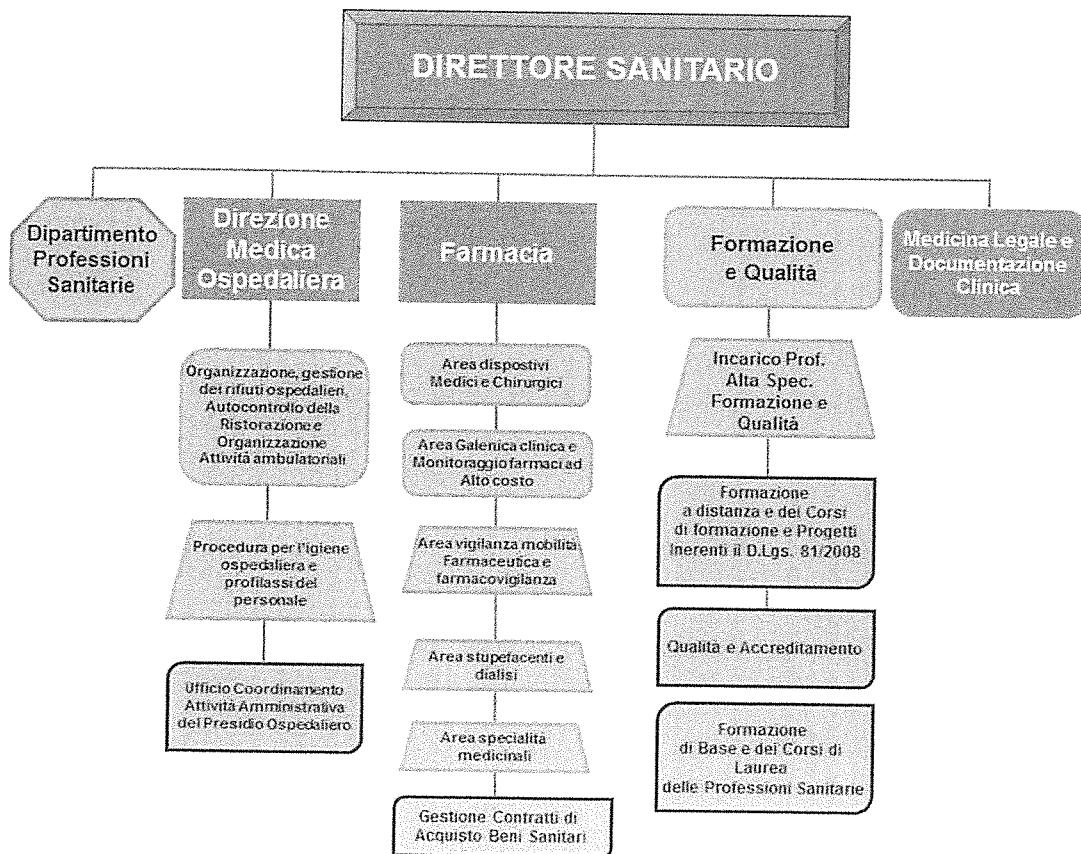 DIRETTORE SANITARIO
Dipartimento
Professioni
Sanitarie
Direzione
Medica
Ospedaliera
Farmacia
Formazione
e Qualità
Medicina Legale e
Documentazione
Clinica
Organizzazione, gestione
dei rifiuti ospedalieri,
Autocontrollo della
Ristorazione e
Organizzazione
Attività ambulatoriali
Procedura per l'igiene
ospedaliera e
profilassi del
personale
Ufficio Coordinamento
Attività Amministrativa
del Presidio Ospedaliero
Area dispostivi
Medici e Chirurgici
Area Galenica clinica e
Monitoraggio farmaci ad
Alto costo
Area vigilanza mobilità
Farmaceutica e
farmacovigilanza
Area stupefacenti e
dialisi
Area specialità
medicinali
Gestione Contratti di
Acquisto Beni Sanitari
Incarico Prof.
Alta Spec.
Formazione e
Qualità
Formazione
a distanza e dei Corsi
di formazione e Progetti
Inerenti il D.Lgs. 81/2008
Qualità e Accreditamento
Formazione
di Base e dei Corsi di
Laurea
delle Professioni Sanitarie